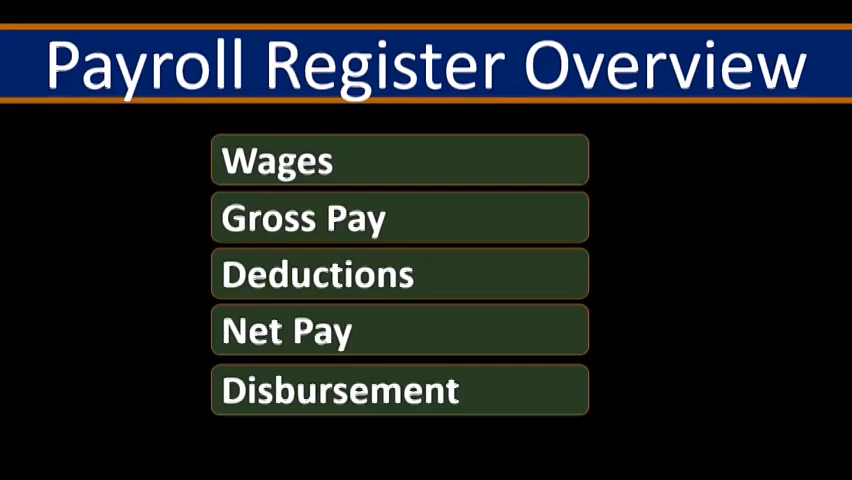 Payroll Register Overview
Wages
Gross Pay
Deductions
Net Pay
Disbursement